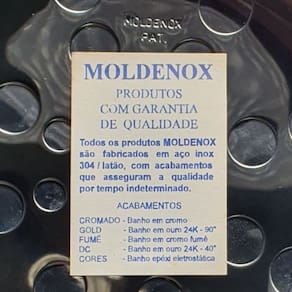 MOLDENOX
PAT.
MOLDENOX
PRODUTOS
COM GARANTIA
DE QUALIDADE
Todos os produtos MOLDENOX
são fabricados em aço inox
304 / latão, com acabamentos
que asseguram a qualidade
por tempo indeterminado.
ACABAMENTOS
CROMADO - Banho em cromo
GOLD - Banho em ouro 24K - 90"
FUMÊ - Banho em cromo fumê
DC - Banho em ouro 24K - 40"
CORES - Banho epóxi eletrostática